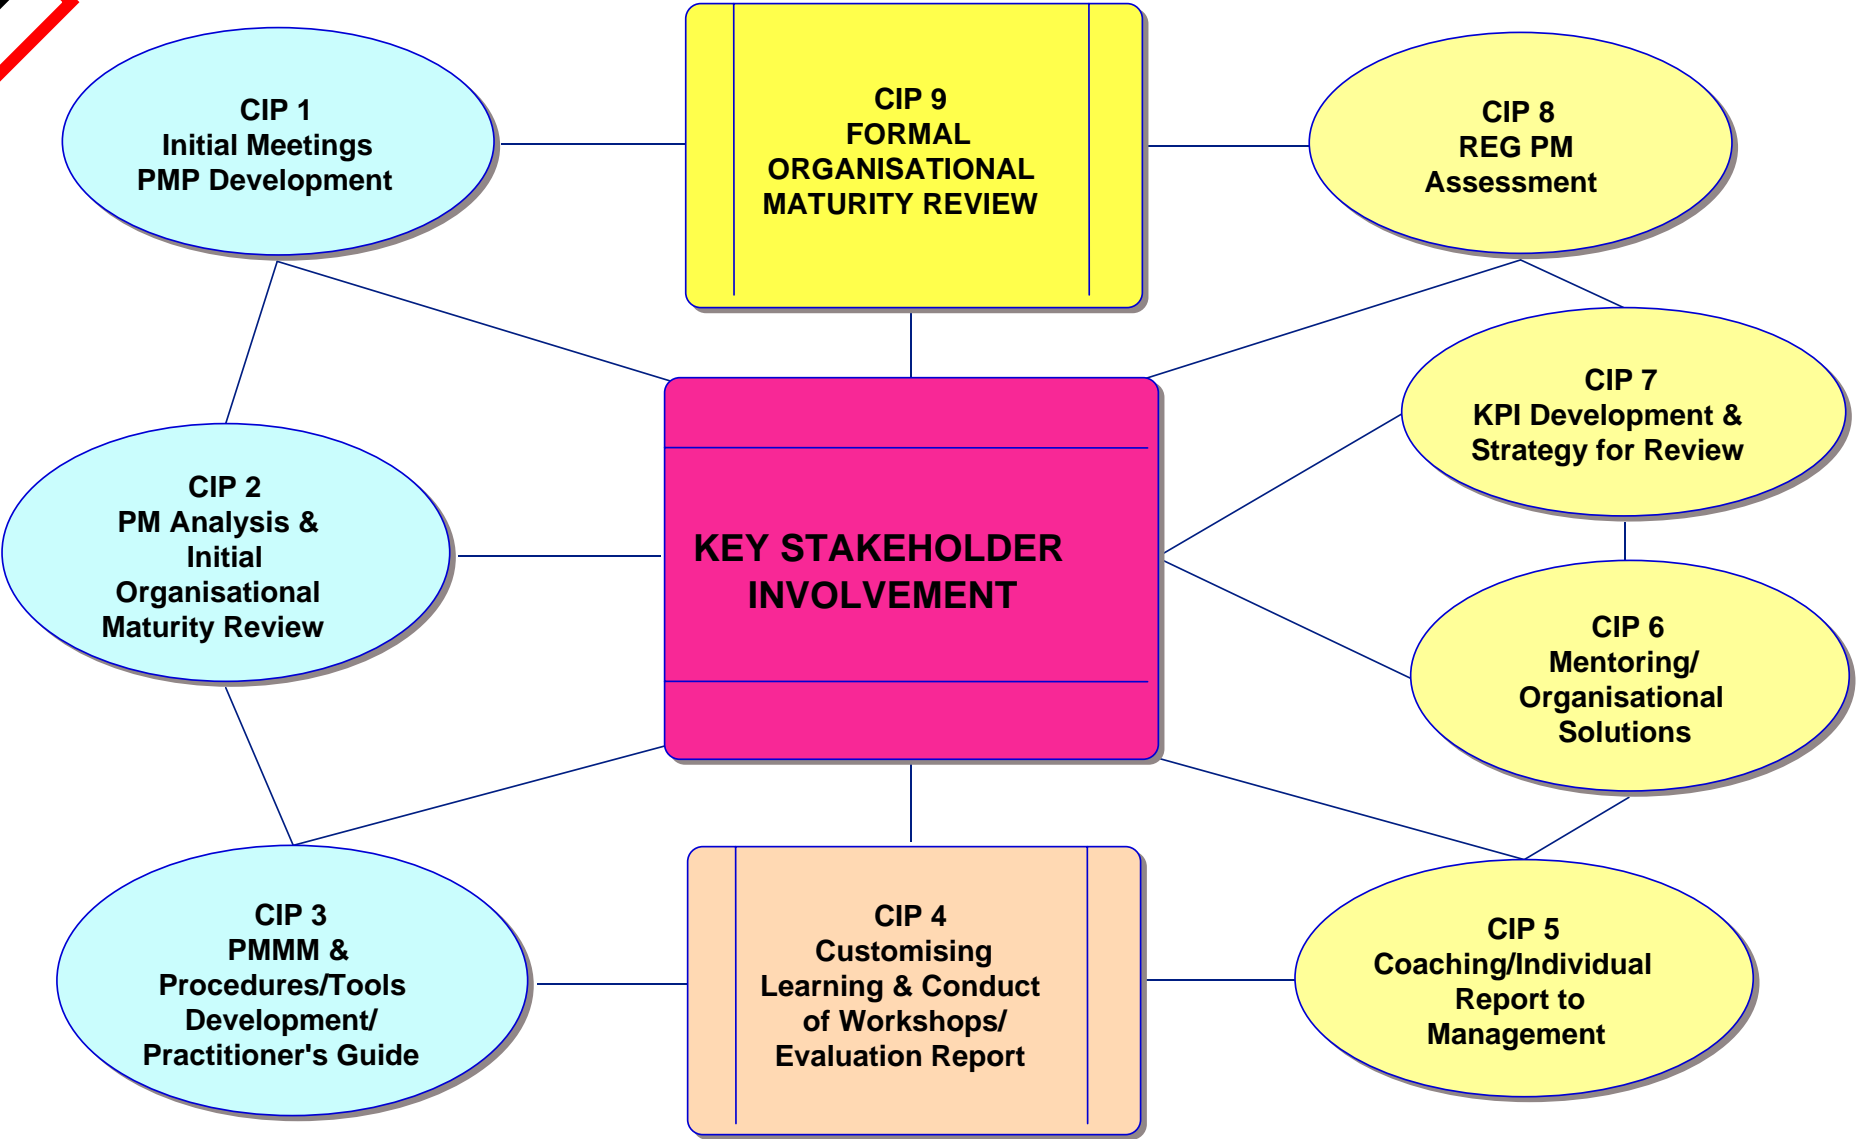 CIP 1
Initial Meetings
PMP Development
CIP 9
FORMAL
ORGANISATIONAL
MATURITY REVIEW
CIP 8
REG PM
Assessment
CIP 7
KPI Development &
Strategy for Review
CIP 2
PM Analysis &
Initial
Organisational
Maturity Review
KEY STAKEHOLDER
INVOLVEMENT
CIP 6
Mentoring/
Organisational
Solutions
CIP 3
PMMM &
Procedures/Tools
Development/
Practitioner's Guide
CIP 4
Customising
Learning & Conduct
of Workshops/
Evaluation Report
CIP 5
Coaching/Individual
Report to
Management